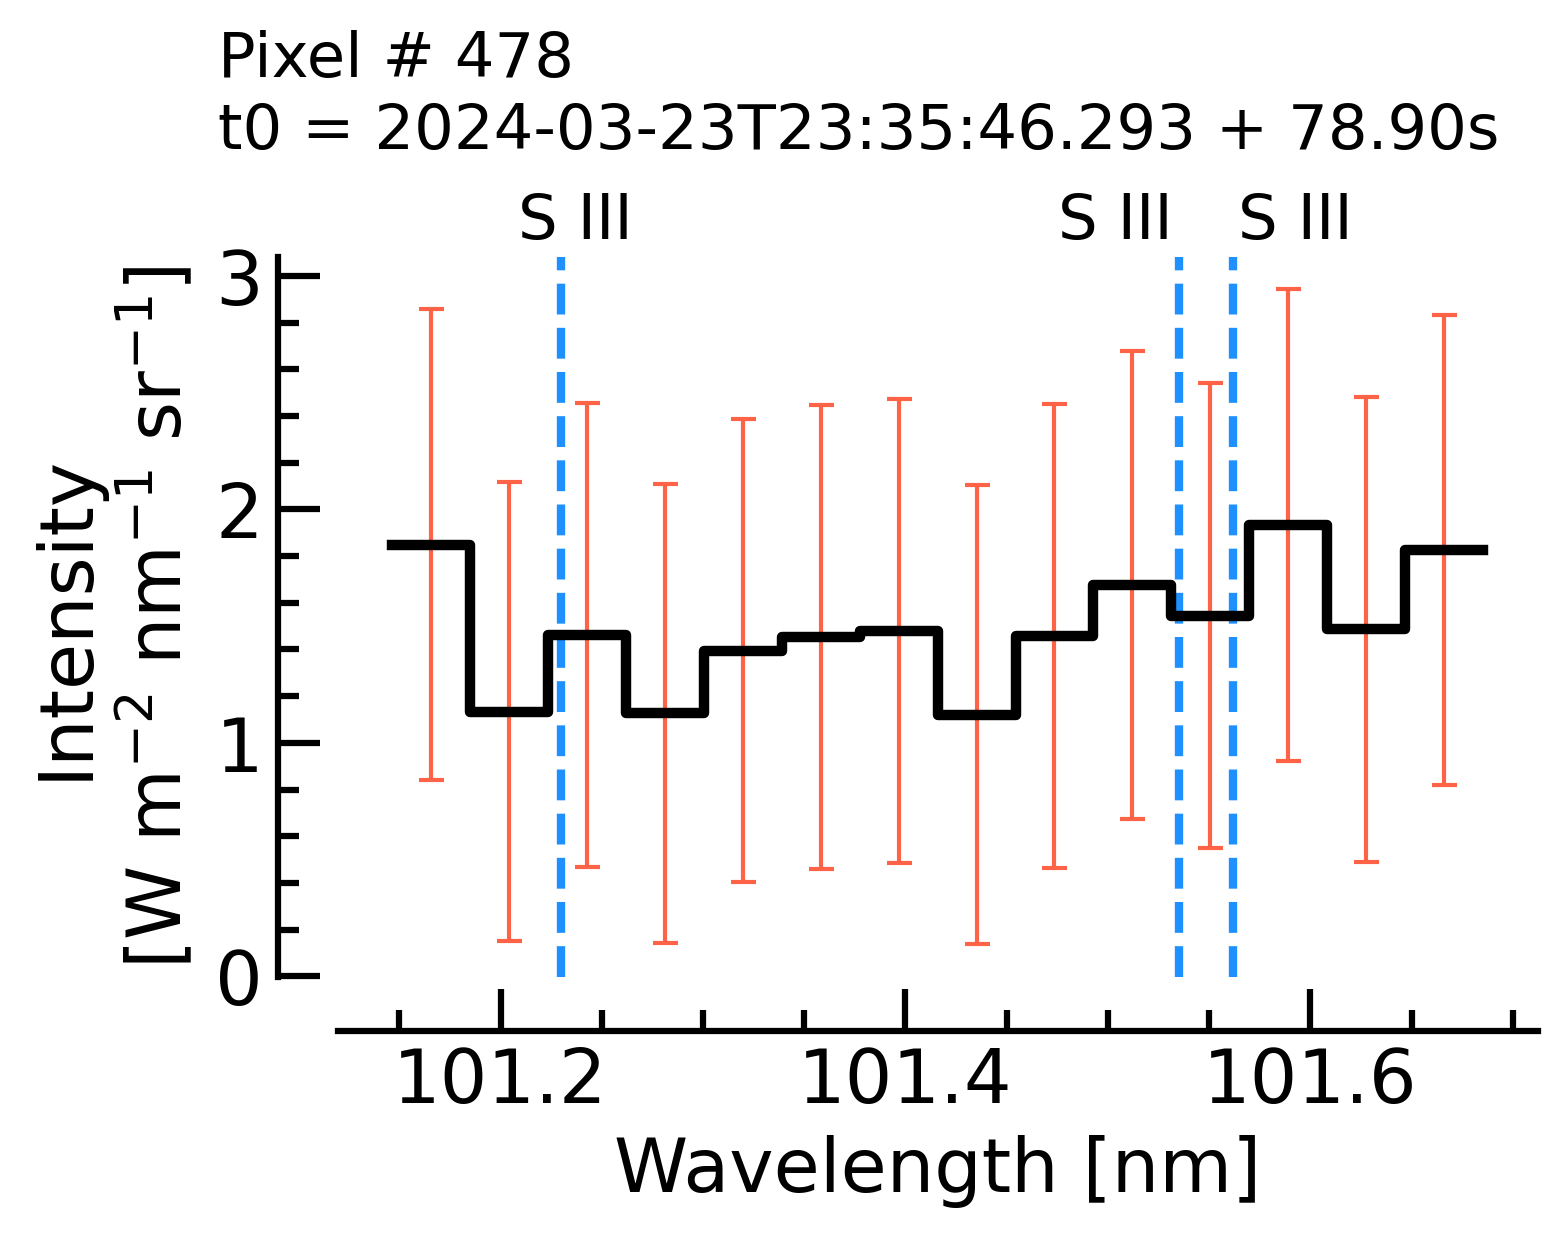 Pixel # 478
t0 = 2024-03-23T23:35:46.293 + 78.90s
S III S III S III
Intensity
[W m⁻² nm⁻¹ sr⁻¹]
3
2
1
0
101.2 101.4 101.6
Wavelength [nm]